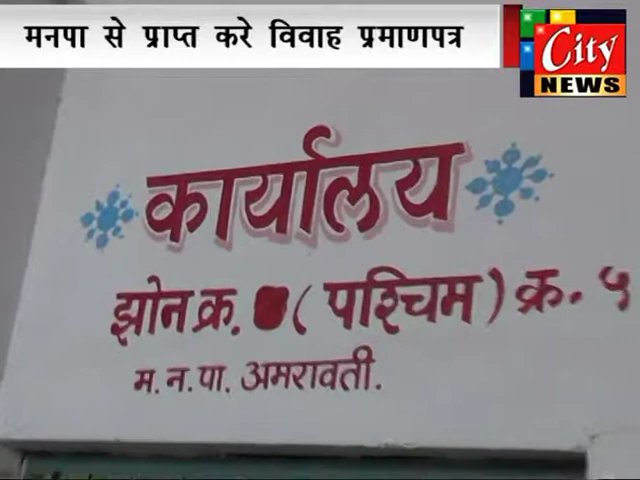 मनपा से प्राप्त करे विवाह प्रमाणपत्र
City
NEWS
कार्यालय
झोन क्र. (पश्चिम) क्र. ५
म. न. पा. अमरावती.